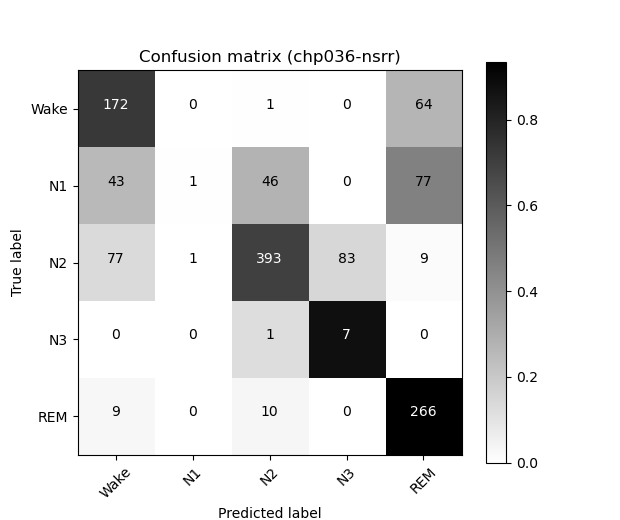 Confusion matrix (chp036-nsrr)
Wake 172 0 1 0 64
N1 43 1 46 0 77
N2 77 1 393 83 9
N3 0 0 1 7 0
REM 9 0 10 0 266
Wake N1 N2 N3 REM
Predicted label
True label
0.8
0.6
0.4
0.2
0.0